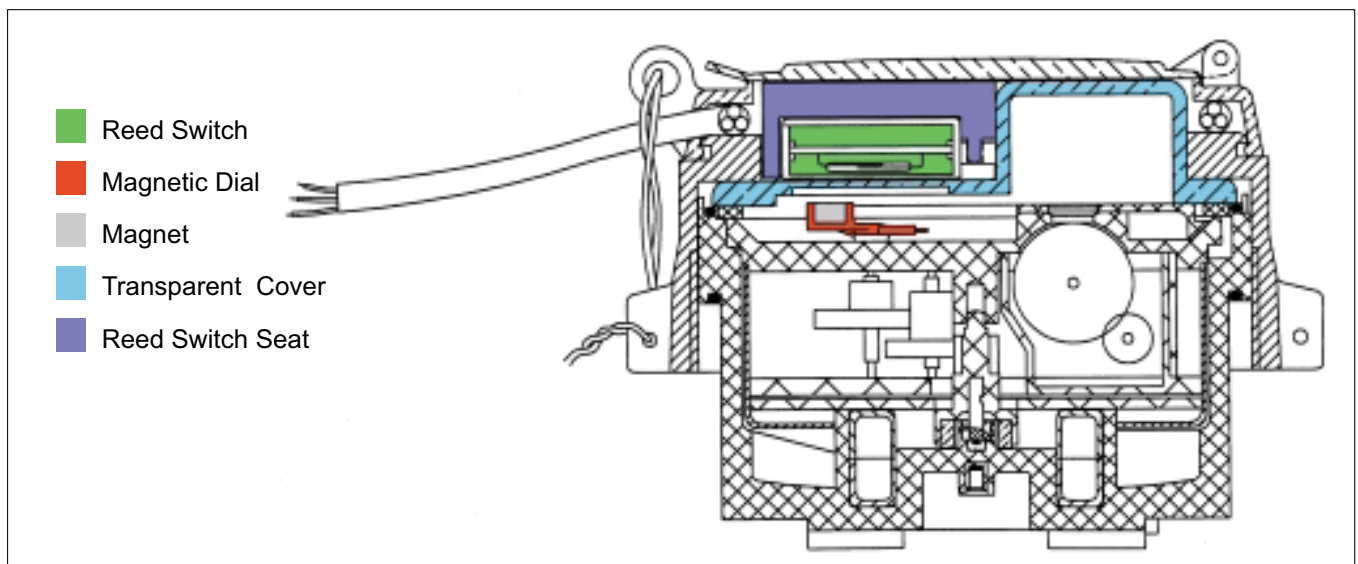 Reed Switch
Magnetic Dial
Magnet
Transparent Cover
Reed Switch Seat